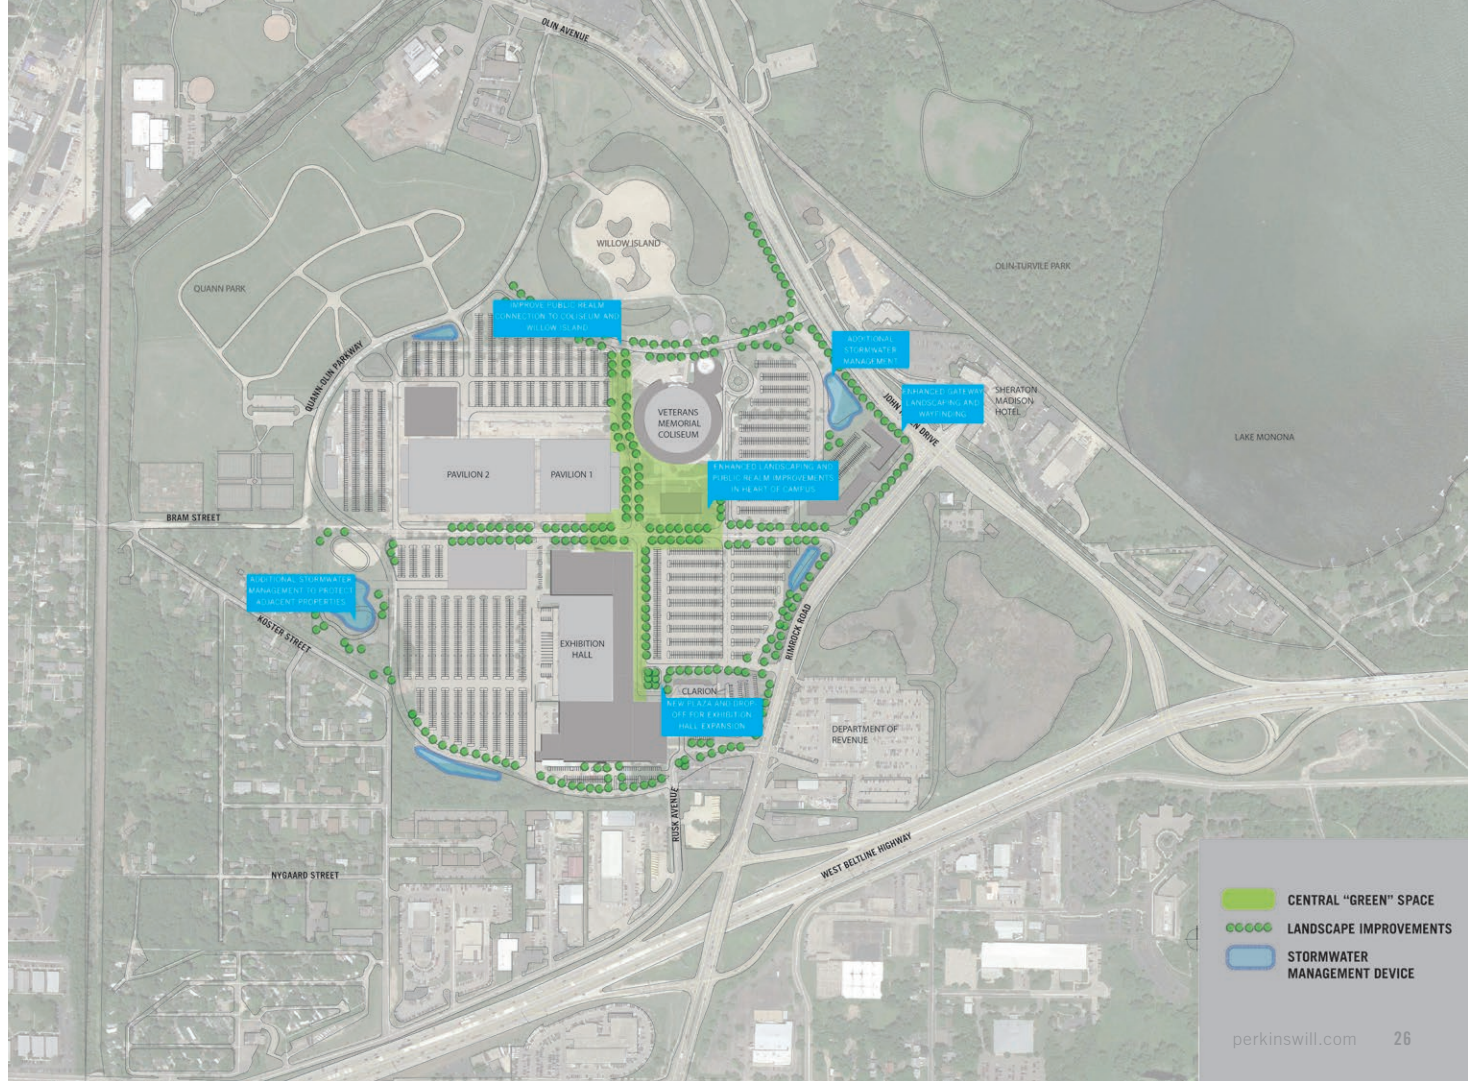 OLIN AVENUE
WILLOW ISLAND
OLIN-TURVILE PARK
QUANN PARK
IMPROVE PUBLIC REALM
CONNECTION TO COLISEUM AND
WILLOW ISLAND
ADDITIONAL
STORMWATER
MANAGEMENT
QUANN-OLIN PARKWAY
ENHANCED GATEWAY
LANDSCAPING AND
WAYFINDING
SHERATON
MADISON
HOTEL
JOHN
DRIVE
VETERANS
MEMORIAL
COLISEUM
LAKE MONONA
PAVILION 2
PAVILION 1
ENHANCED LANDSCAPING AND
PUBLIC REALM IMPROVEMENTS
IN HEART OF CAMPUS
BRAM STREET
ADDITIONAL STORMWATER
MANAGEMENT TO PROTECT
ADJACENT PROPERTIES
KOSTER STREET
EXHIBITION
HALL
RIMROCK ROAD
CLARION
NEW PLAZA AND DROP
OFF FOR EXHIBITION
HALL EXPANSION
DEPARTMENT OF
REVENUE
RUSK AVENUE
WEST BELTLINE HIGHWAY
NYGAARD STREET
CENTRAL “GREEN” SPACE
LANDSCAPE IMPROVEMENTS
STORMWATER
MANAGEMENT DEVICE
perkinswill.com 26